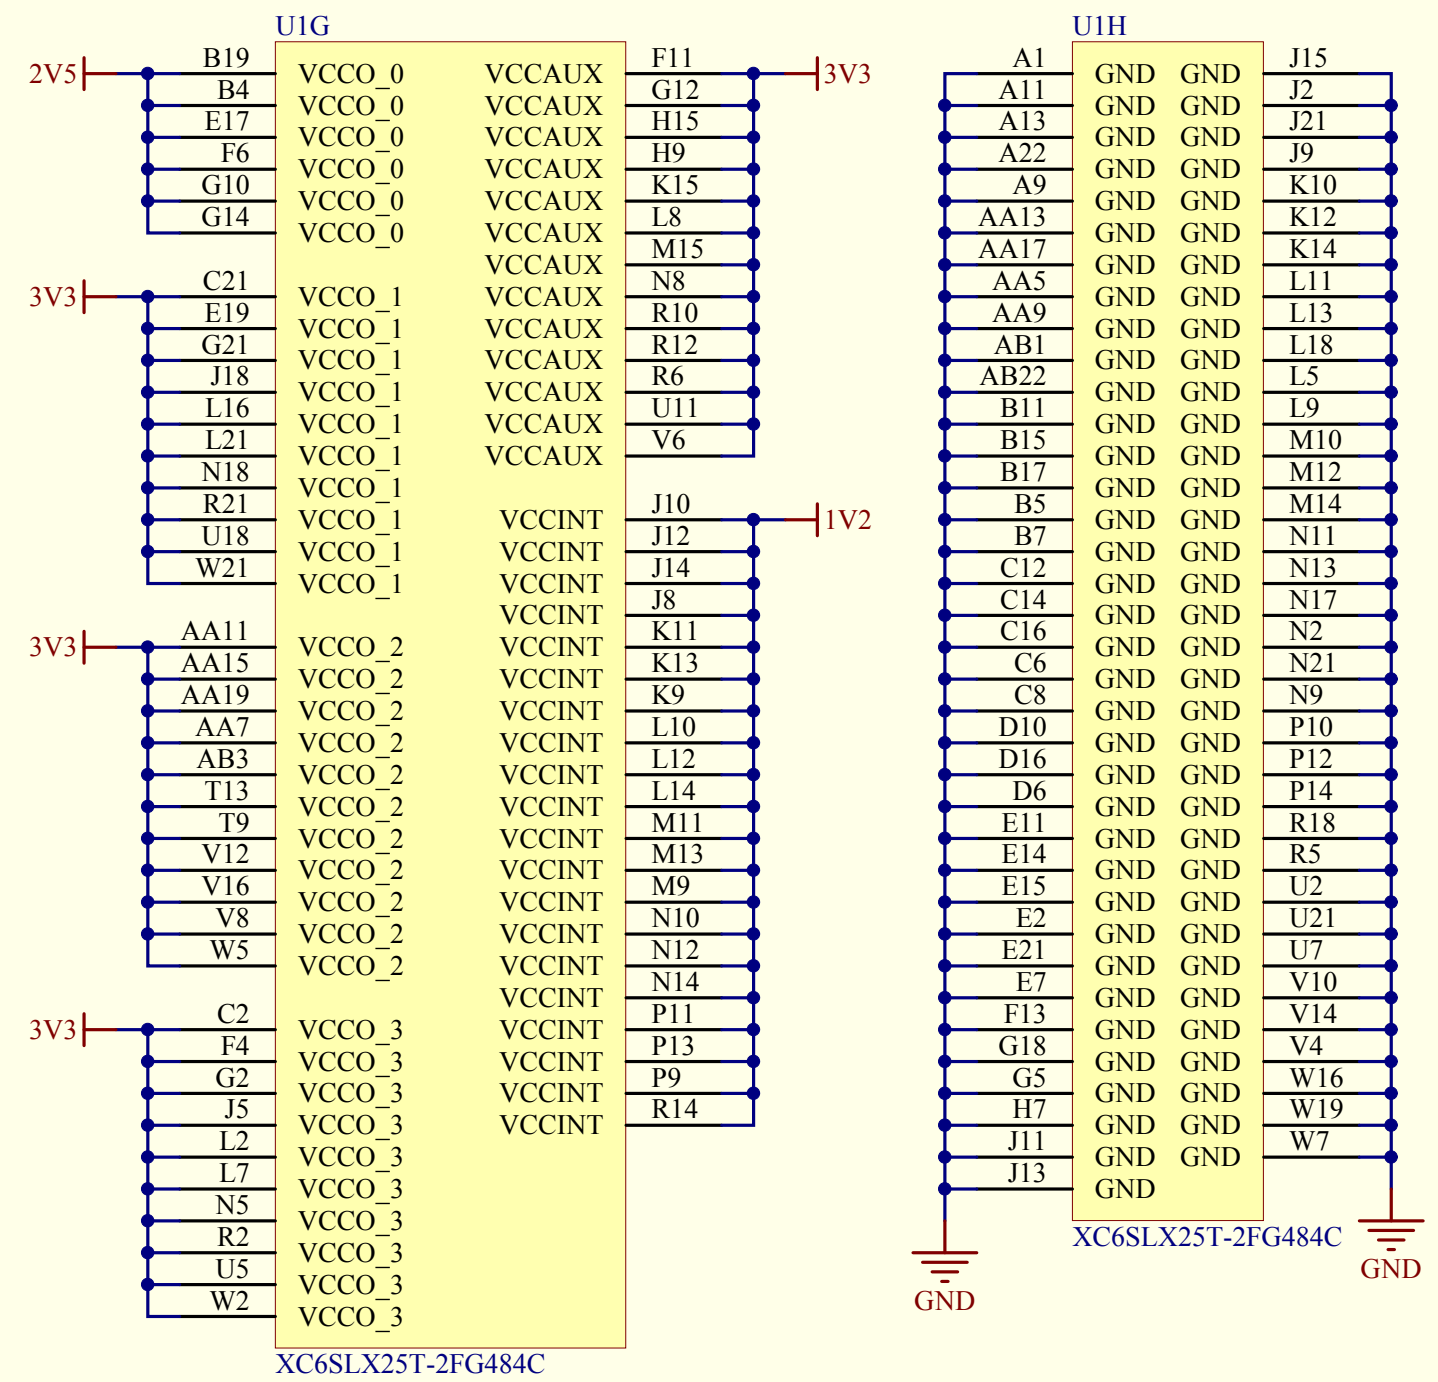 U1G
2V5
B19 VCCO_0 VCCAUX F11
3V3
B4 VCCO_0 VCCAUX G12
E17 VCCO_0 VCCAUX H15
F6 VCCO_0 VCCAUX H9
G10 VCCO_0 VCCAUX K15
G14 VCCO_0 VCCAUX L8
VCCAUX M15
3V3
C21 VCCO_1 VCCAUX N8
E19 VCCO_1 VCCAUX R10
G21 VCCO_1 VCCAUX R12
J18 VCCO_1 VCCAUX R6
L16 VCCO_1 VCCAUX U11
L21 VCCO_1 VCCAUX V6
N18 VCCO_1
R21 VCCO_1 VCCINT J10
1V2
U18 VCCO_1 VCCINT J12
W21 VCCO_1 VCCINT J14
VCCINT J8
3V3
AA11 VCCO_2 VCCINT K11
AA15 VCCO_2 VCCINT K13
AA19 VCCO_2 VCCINT K9
AA7 VCCO_2 VCCINT L10
AB3 VCCO_2 VCCINT L12
T13 VCCO_2 VCCINT L14
T9 VCCO_2 VCCINT M11
V12 VCCO_2 VCCINT M13
V16 VCCO_2 VCCINT M9
V8 VCCO_2 VCCINT N10
W5 VCCO_2 VCCINT N12
VCCINT N14
3V3
C2 VCCO_3 VCCINT P11
F4 VCCO_3 VCCINT P13
G2 VCCO_3 VCCINT P9
J5 VCCO_3 VCCINT R14
L2 VCCO_3
L7 VCCO_3
N5 VCCO_3
R2 VCCO_3
U5 VCCO_3
W2 VCCO_3
XC6SLX25T-2FG484C
U1H
A1 GND GND J15
A11 GND GND J2
A13 GND GND J21
A22 GND GND J9
A9 GND GND K10
AA13 GND GND K12
AA17 GND GND K14
AA5 GND GND L11
AA9 GND GND L13
AB1 GND GND L18
AB22 GND GND L5
B11 GND GND L9
B15 GND GND M10
B17 GND GND M12
B5 GND GND M14
B7 GND GND N11
C12 GND GND N13
C14 GND GND N17
C16 GND GND N2
C6 GND GND N21
C8 GND GND N9
D10 GND GND P10
D16 GND GND P12
D6 GND GND P14
E11 GND GND R18
E14 GND GND R5
E15 GND GND U2
E2 GND GND U21
E21 GND GND U7
E7 GND GND V10
F13 GND GND V14
G18 GND GND V4
G5 GND GND W16
H7 GND GND W19
J11 GND GND W7
J13 GND
XC6SLX25T-2FG484C
GND
GND